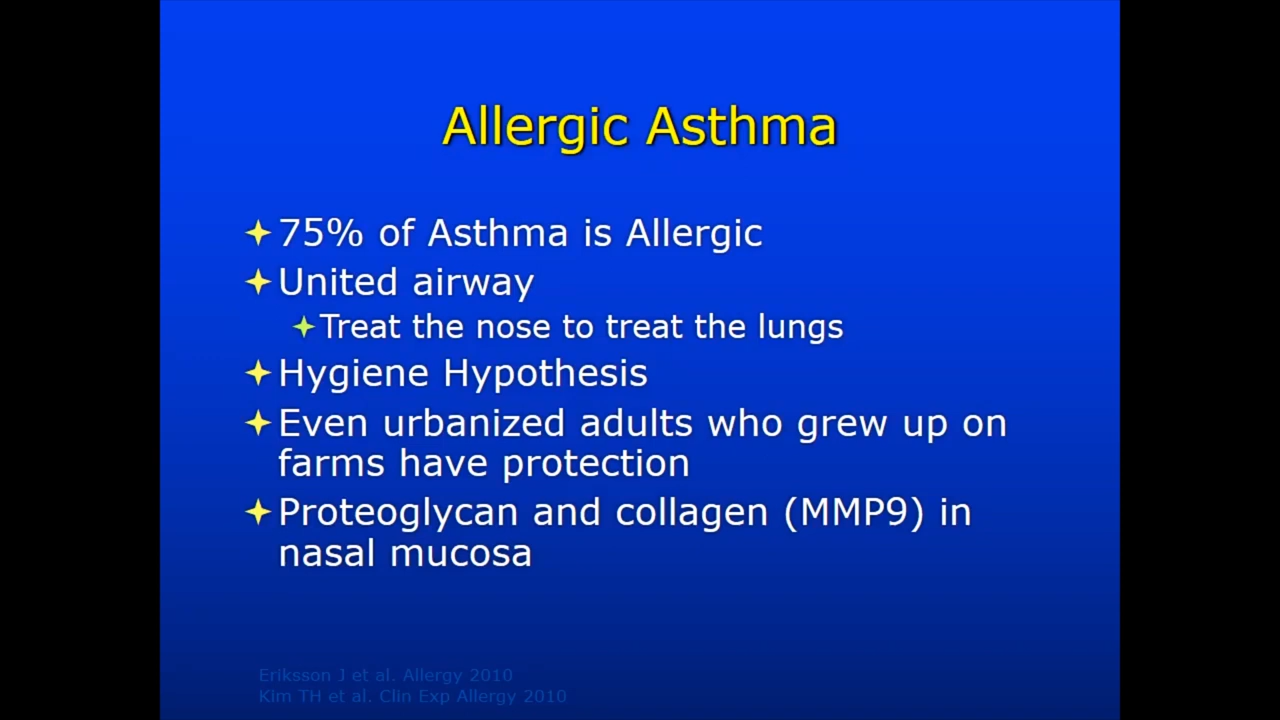 Allergic Asthma
75% of Asthma is Allergic
United airway
Treat the nose to treat the lungs
Hygiene Hypothesis
Even urbanized adults who grew up on
farms have protection
Proteoglycan and collagen (MMP9) in
nasal mucosa
Eriksson J et al. Allergy 2010
Kim TH et al. Clin Exp Allergy 2010